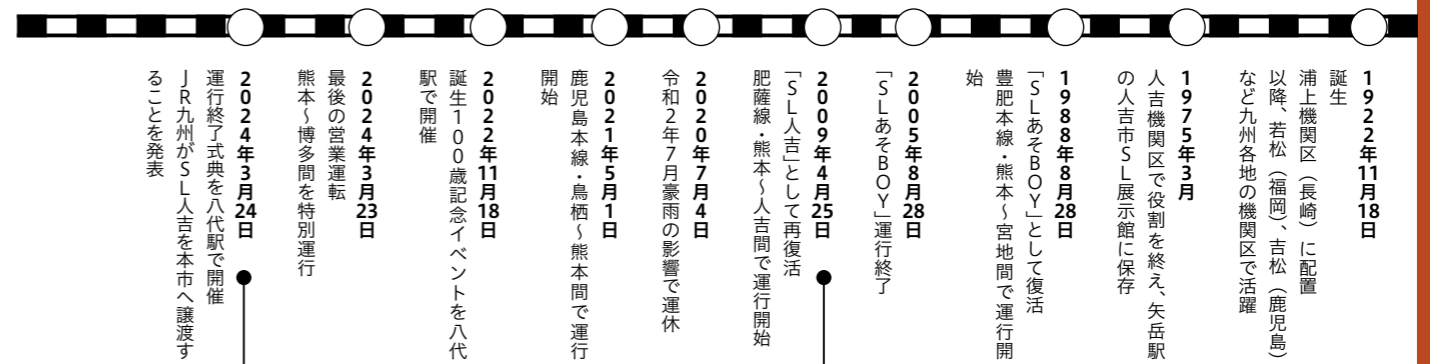 1922年11月18日
誕生
浦上機関区（長崎）に配置
以降、若松（福岡）、吉松（鹿児島）
など九州各地の機関区で活躍
1975年3月
人吉機関区で役割を終え、矢岳駅
の人吉市SL展示館に保存
1988年8月28日
「SLあそBOY」として復活
豊肥本線・熊本～宮地間で運行開
始
2005年8月28日
「SLあそBOY」運行終了
2009年4月25日
「SL人吉」として再復活
肥薩線・熊本～人吉間で運行開始
2020年7月4日
令和2年7月豪雨の影響で運休
2021年5月1日
鹿児島本線・鳥栖～熊本間で運行
開始
2022年11月18日
誕生100歳記念イベントを八代
駅で開催
2024年3月23日
最後の営業運転
熊本～博多間を特別運行
2024年3月24日
運行終了式典を八代駅で開催
JR九州がSL人吉を本市へ譲渡す
ることを発表